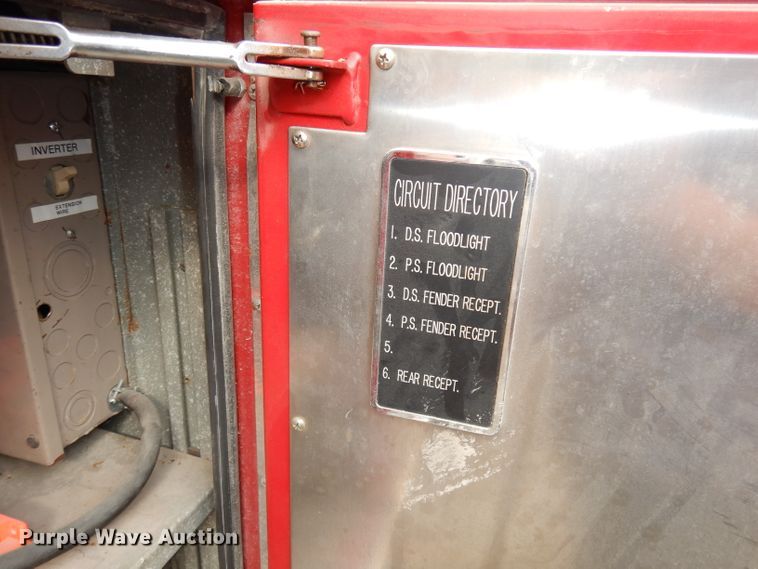 INVERTER
EXTENSION
WIRE
CIRCUIT DIRECTORY
1. D.S. FLOODLIGHT
2. P.S. FLOODLIGHT
3. D.S. FENDER RECEPT.
4. P.S. FENDER RECEPT.
5.
6. REAR RECEPT.
Purple Wave Auction